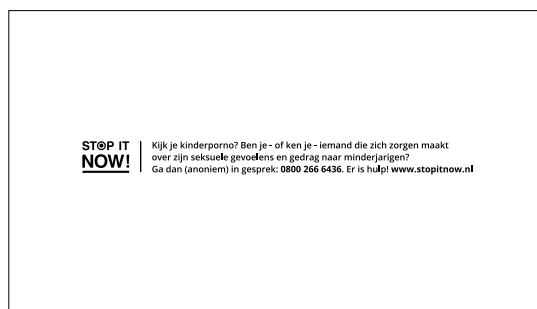 STOP IT
NOW!
Kijk je kinderporno? Ben je - of ken je - iemand die zich zorgen maakt
over zijn seksuele gevoelens en gedrag naar minderjarigen?
Ga dan (anoniem) in gesprek: 0800 266 6436. Er is hulp! www.stopitnow.nl